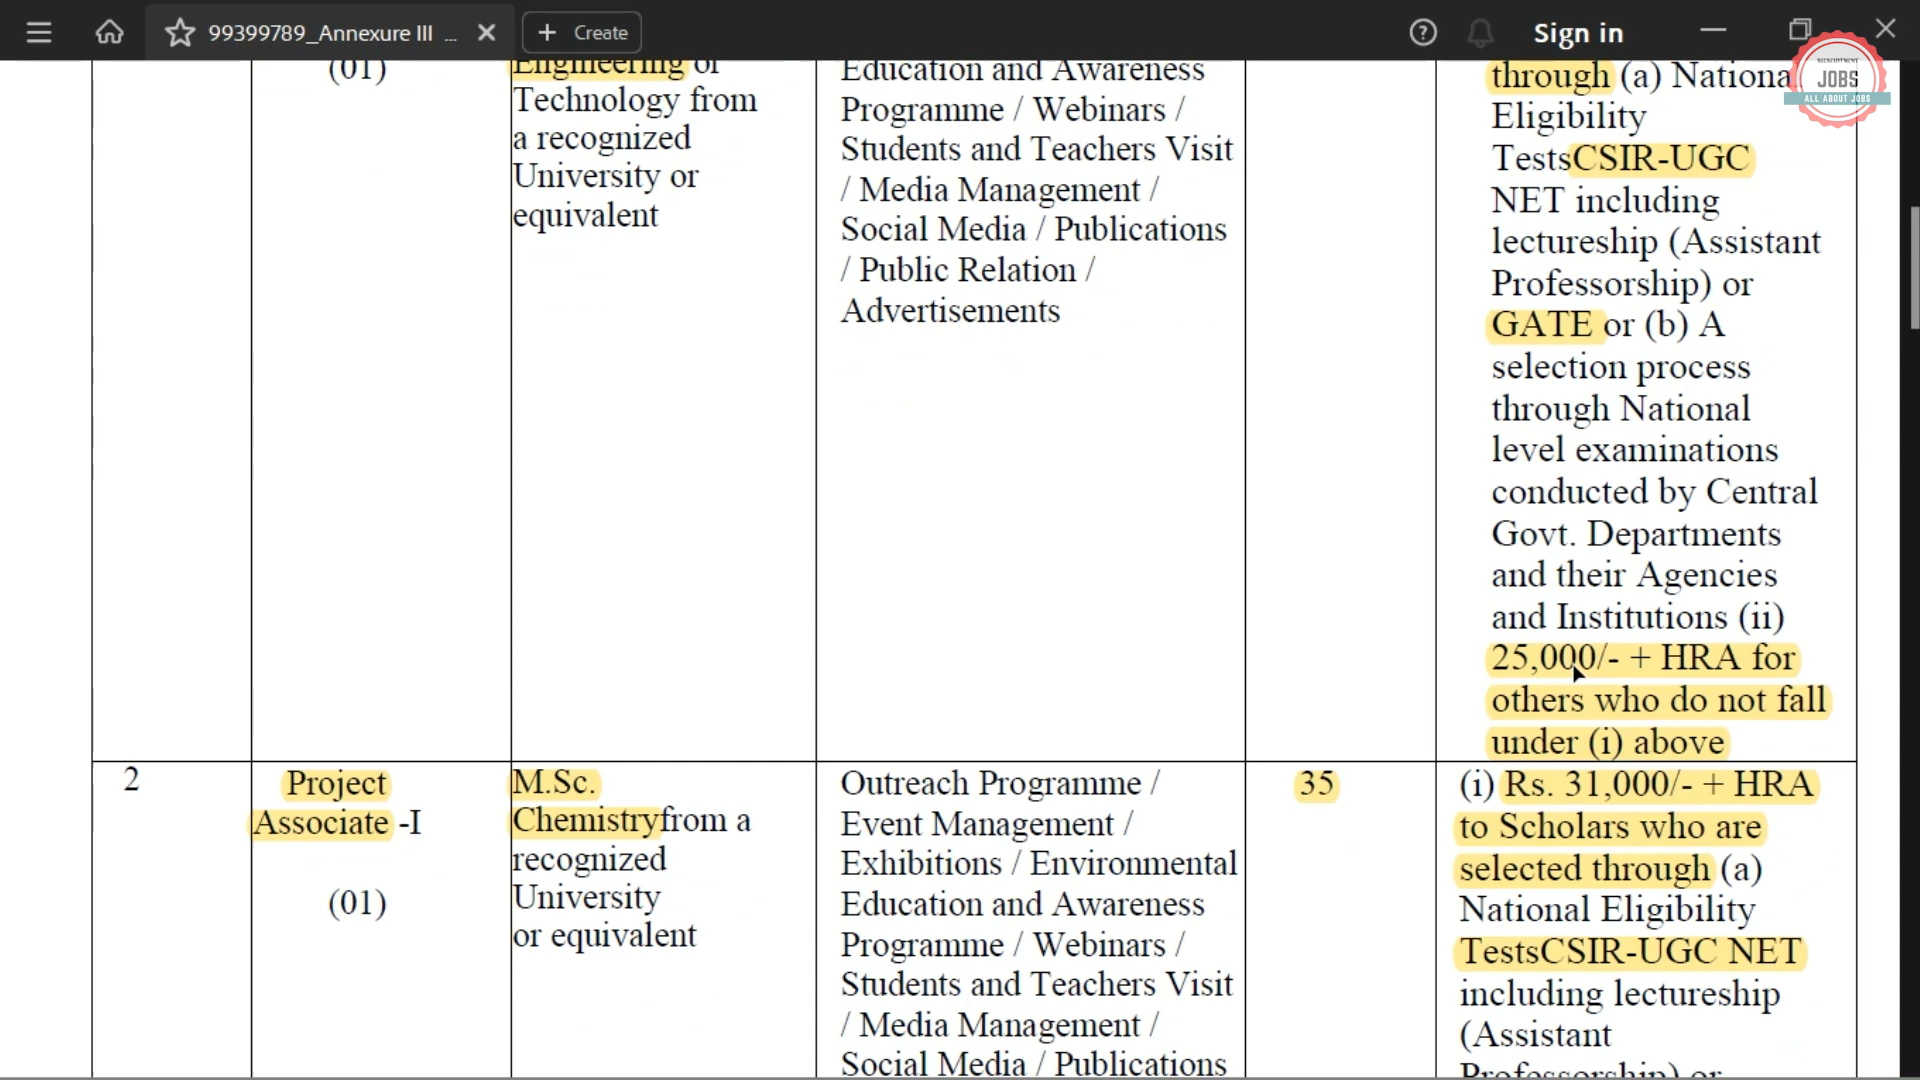 99399789_Annexure III ...
Create
Sign in
RECRUITMENT
JOBS
ALL ABOUT JOBS
(01)
Engineering or
Technology from
a recognized
University or
equivalent
Education and Awareness
Programme / Webinars /
Students and Teachers Visit
/ Media Management /
Social Media / Publications
/ Public Relation /
Advertisements
through (a) National
Eligibility
TestsCSIR-UGC
NET including
lectureship (Assistant
Professorship) or
GATE or (b) A
selection process
through National
level examinations
conducted by Central
Govt. Departments
and their Agencies
and Institutions (ii)
25,000/- + HRA for
others who do not fall
under (i) above
2
Project
Associate -I
(01)
M.Sc.
Chemistryfrom a
recognized
University
or equivalent
Outreach Programme /
Event Management /
Exhibitions / Environmental
Education and Awareness
Programme / Webinars /
Students and Teachers Visit
/ Media Management /
Social Media / Publications
35
(i) Rs. 31,000/- + HRA
to Scholars who are
selected through (a)
National Eligibility
TestsCSIR-UGC NET
including lectureship
(Assistant
Professorship) or